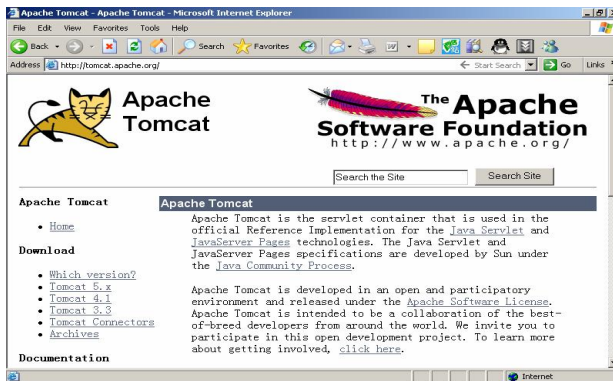 Apache Tomcat - Apache Tomcat - Microsoft Internet Explorer
File Edit View Favorites Tools Help
Back Search Favorites
Address http://tomcat.apache.org/ Start Search Go Links
Apache
Tomcat
The Apache
Software Foundation
http://www.apache.org/
Search the Site Search Site
Apache Tomcat
Home
Download
Which version?
Tomcat 5.x
Tomcat 4.1
Tomcat 3.3
Tomcat Connectors
Archives
Documentation
Apache Tomcat
Apache Tomcat is the servlet container that is used in the
official Reference Implementation for the Java Servlet and
JavaServer Pages technologies. The Java Servlet and
JavaServer Pages specifications are developed by Sun under
the Java Community Process.
Apache Tomcat is developed in an open and participatory
environment and released under the Apache Software License.
Apache Tomcat is intended to be a collaboration of the best-
of-breed developers from around the world. We invite you to
participate in this open development project. To learn more
about getting involved, click here.
Internet